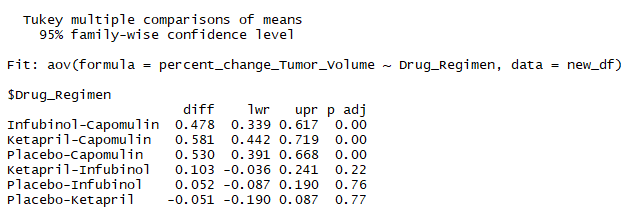 Tukey multiple comparisons of means
95% family-wise confidence level
Fit: aov(formula = percent_change_Tumor_Volume ~ Drug_Regimen, data = new_df)
$Drug_Regimen
diff lwr upr p adj
Infubinol-Capomulin 0.478 0.339 0.617 0.00
Ketapril-Capomulin 0.581 0.442 0.719 0.00
Placebo-Capomulin 0.530 0.391 0.668 0.00
Ketapril-Infubinol 0.103 -0.036 0.241 0.22
Placebo-Infubinol 0.052 -0.087 0.190 0.76
Placebo-Ketapril -0.051 -0.190 0.087 0.77